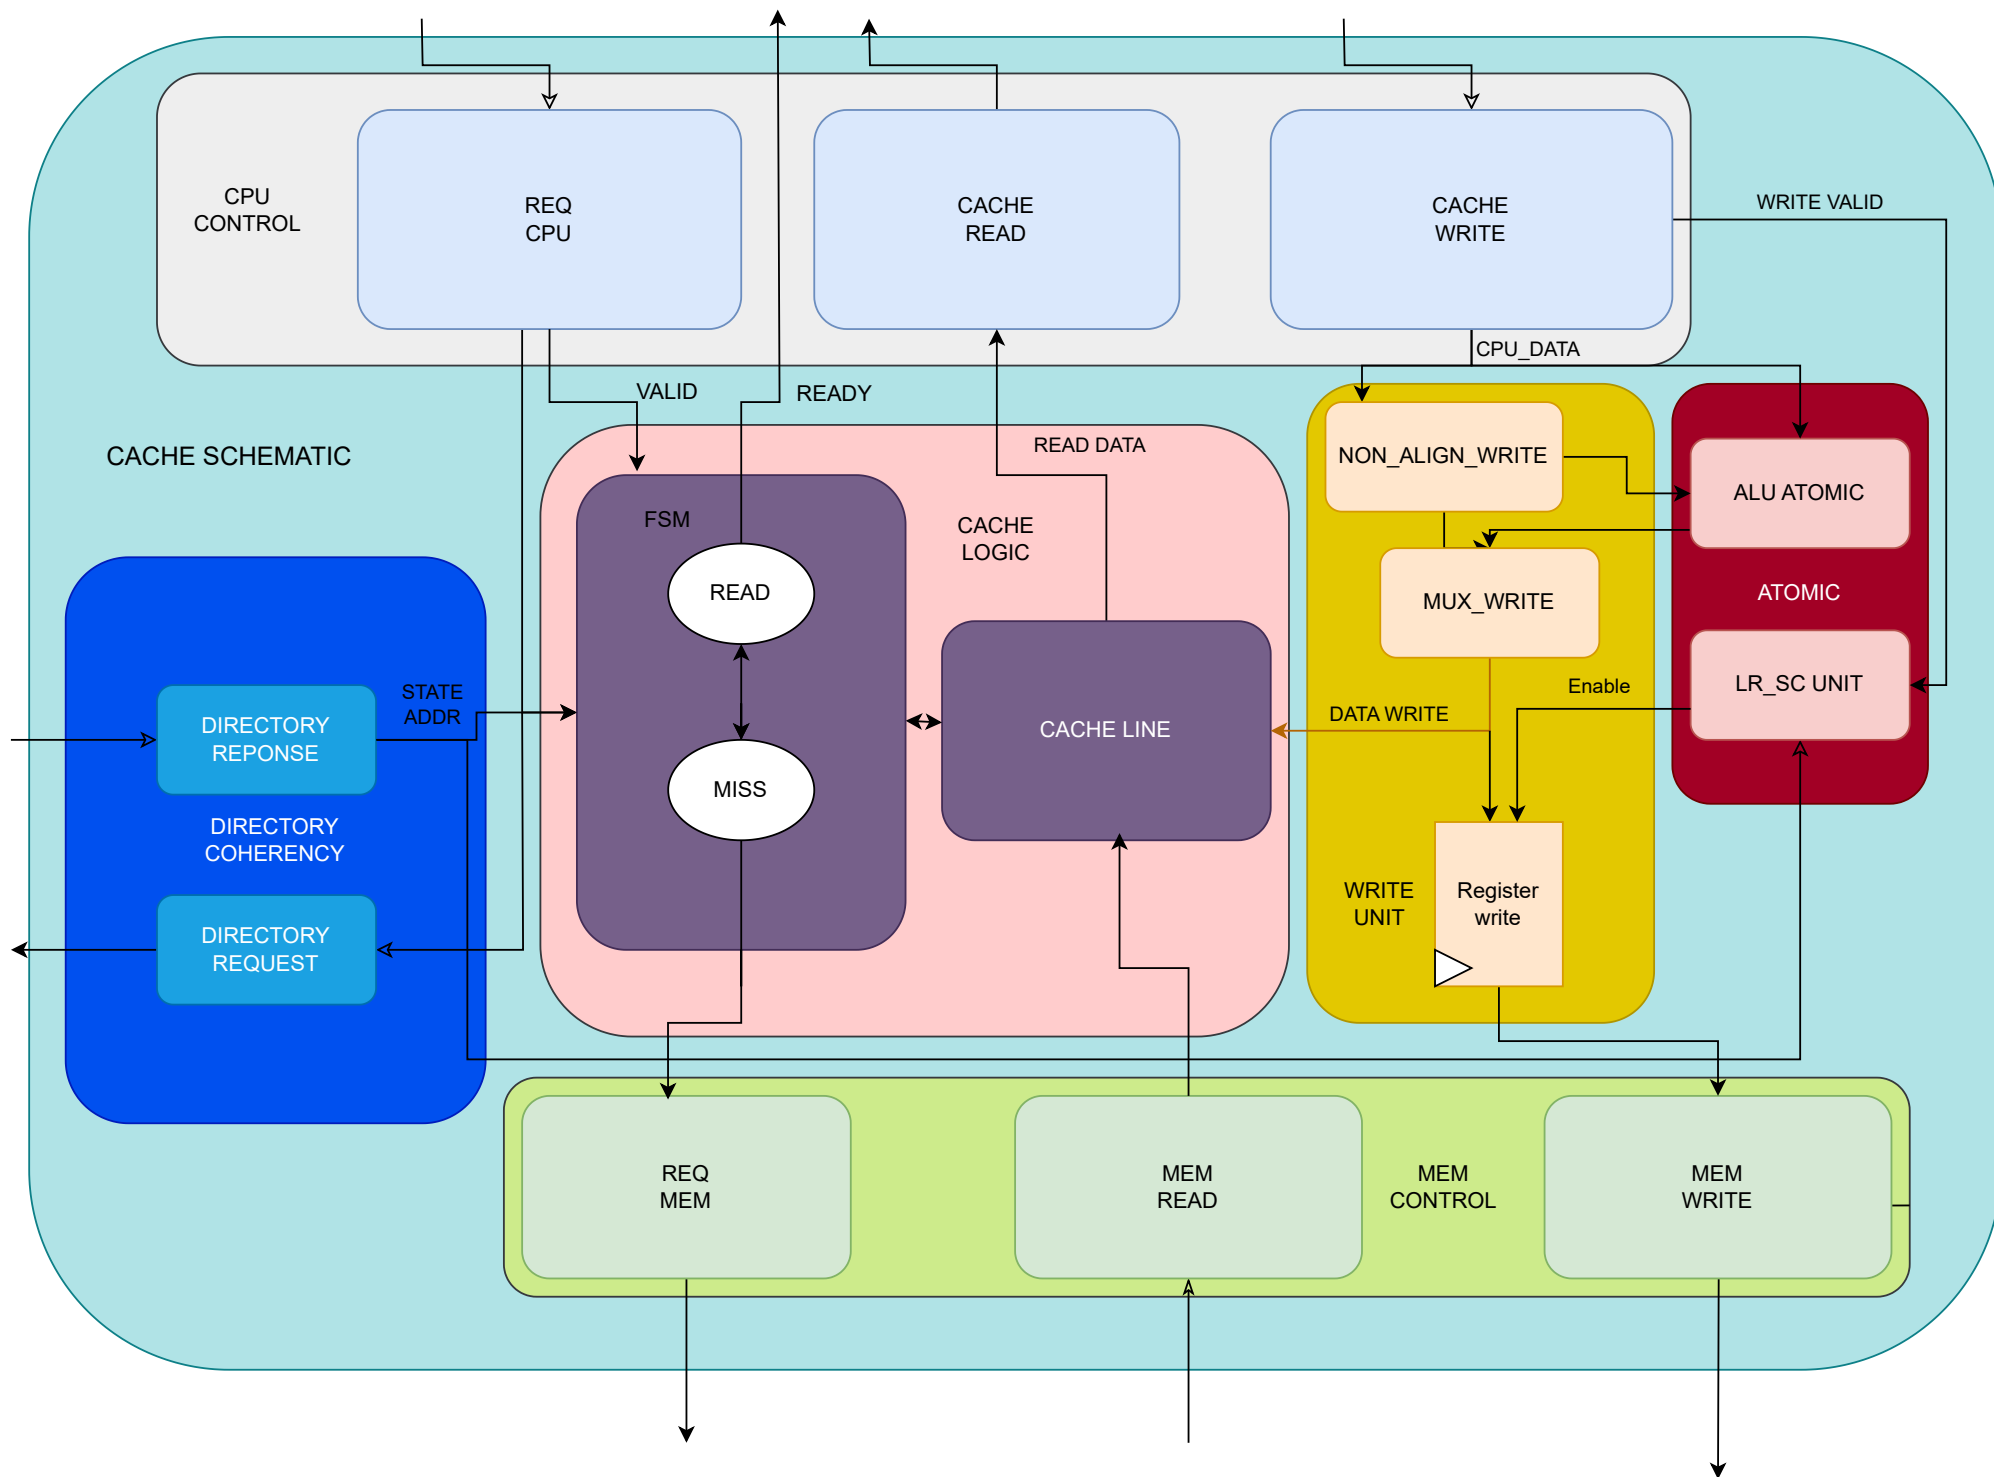 CPU
CONTROL
REQ
CPU
CACHE
READ
CACHE
WRITE
WRITE VALID
CPU_DATA
VALID
READY
CACHE SCHEMATIC
READ DATA
NON_ALIGN_WRITE
ALU ATOMIC
FSM
CACHE
LOGIC
READ
MUX_WRITE
ATOMIC
STATE
ADDR
Enable
LR_SC UNIT
DIRECTORY
REPONSE
DATA WRITE
CACHE LINE
MISS
DIRECTORY
COHERENCY
WRITE
UNIT
Register
write
DIRECTORY
REQUEST
REQ
MEM
MEM
READ
MEM
CONTROL
MEM
WRITE